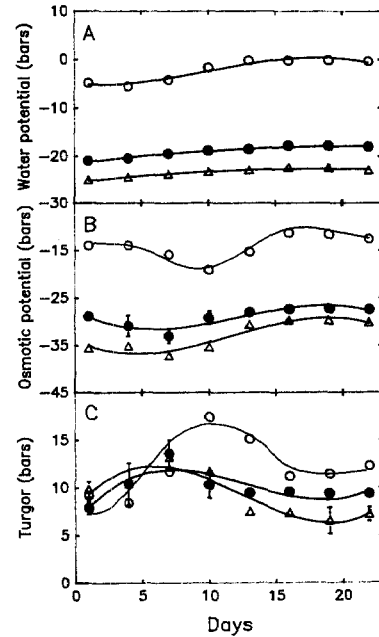 A
Water potential (bars)
10
0
-10
-20
-30
B
Osmotic potential (bars)
-15
-25
-35
-45
C
Turgor (bars)
15
10
5
0
0 5 10 15 20
Days